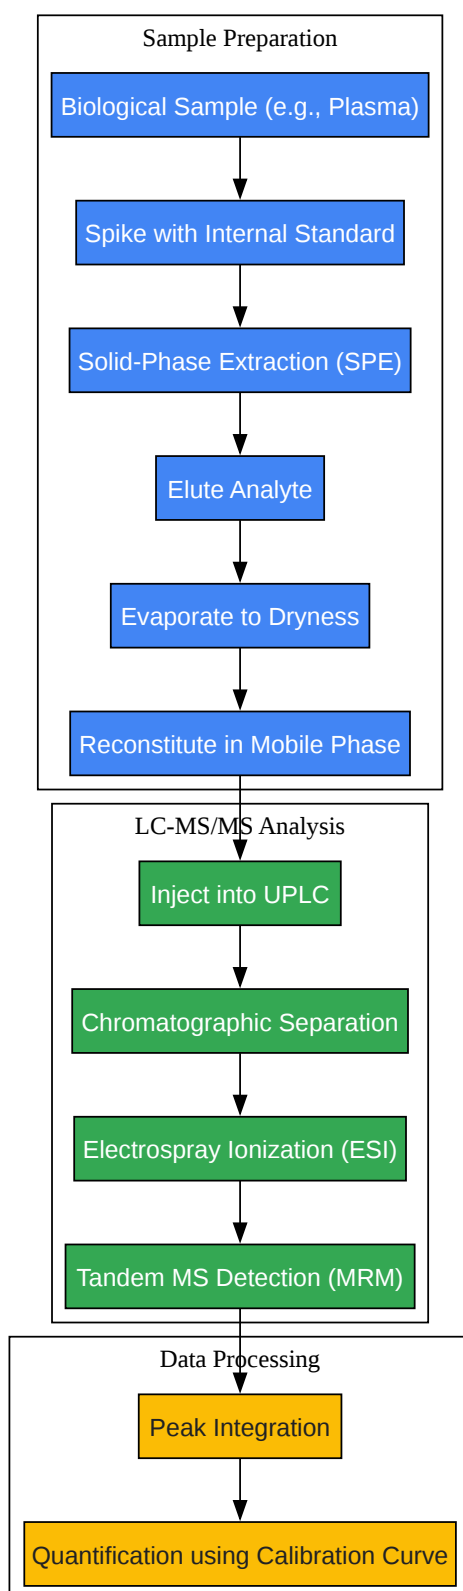 Sample Preparation
Biological Sample (e.g., Plasma)
Spike with Internal Standard
Solid-Phase Extraction (SPE)
Elute Analyte
Evaporate to Dryness
Reconstitute in Mobile Phase
LC-MS/MS Analysis
Inject into UPLC
Chromatographic Separation
Electrospray Ionization (ESI)
Tandem MS Detection (MRM)
Data Processing
Peak Integration
Quantification using Calibration Curve